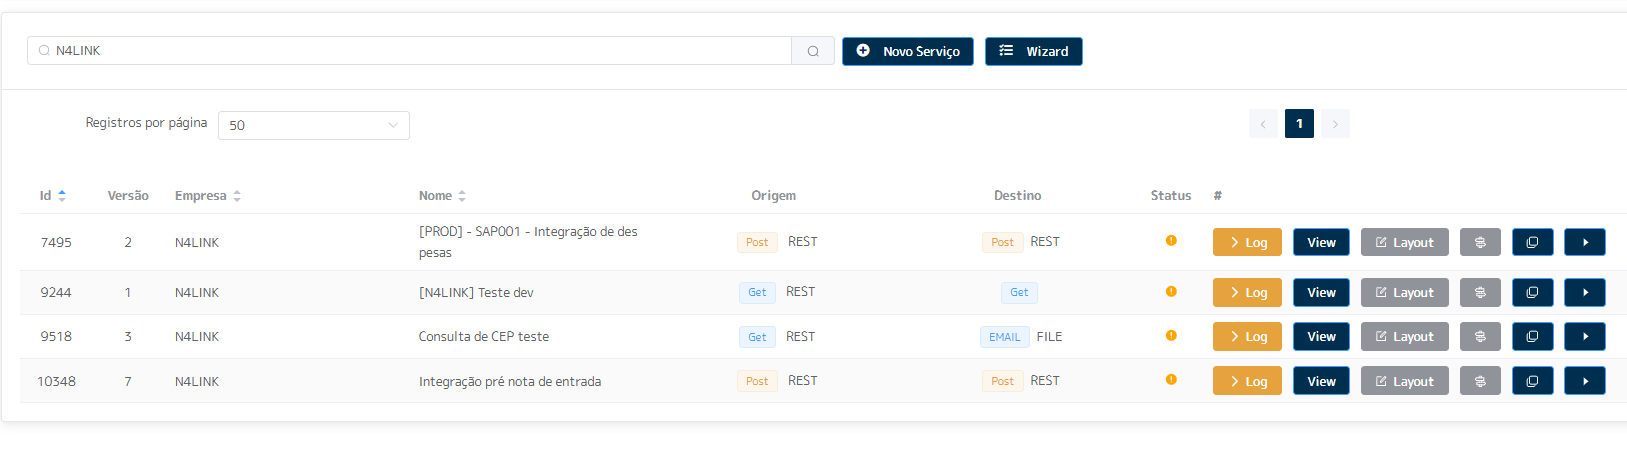 N4LINK
Novo Serviço
Wizard
Registros por página
50
1
Id Versão Empresa Nome Origem Destino Status #
7495 2 N4LINK [PROD] - SAP001 - Integração de des
pesas Post REST Post REST Log View Layout
9244 1 N4LINK [N4LINK] Teste dev Get REST Get Log View Layout
9518 3 N4LINK Consulta de CEP teste Get REST EMAIL FILE Log View Layout
10348 7 N4LINK Integração pré nota de entrada Post REST Post REST Log View Layout